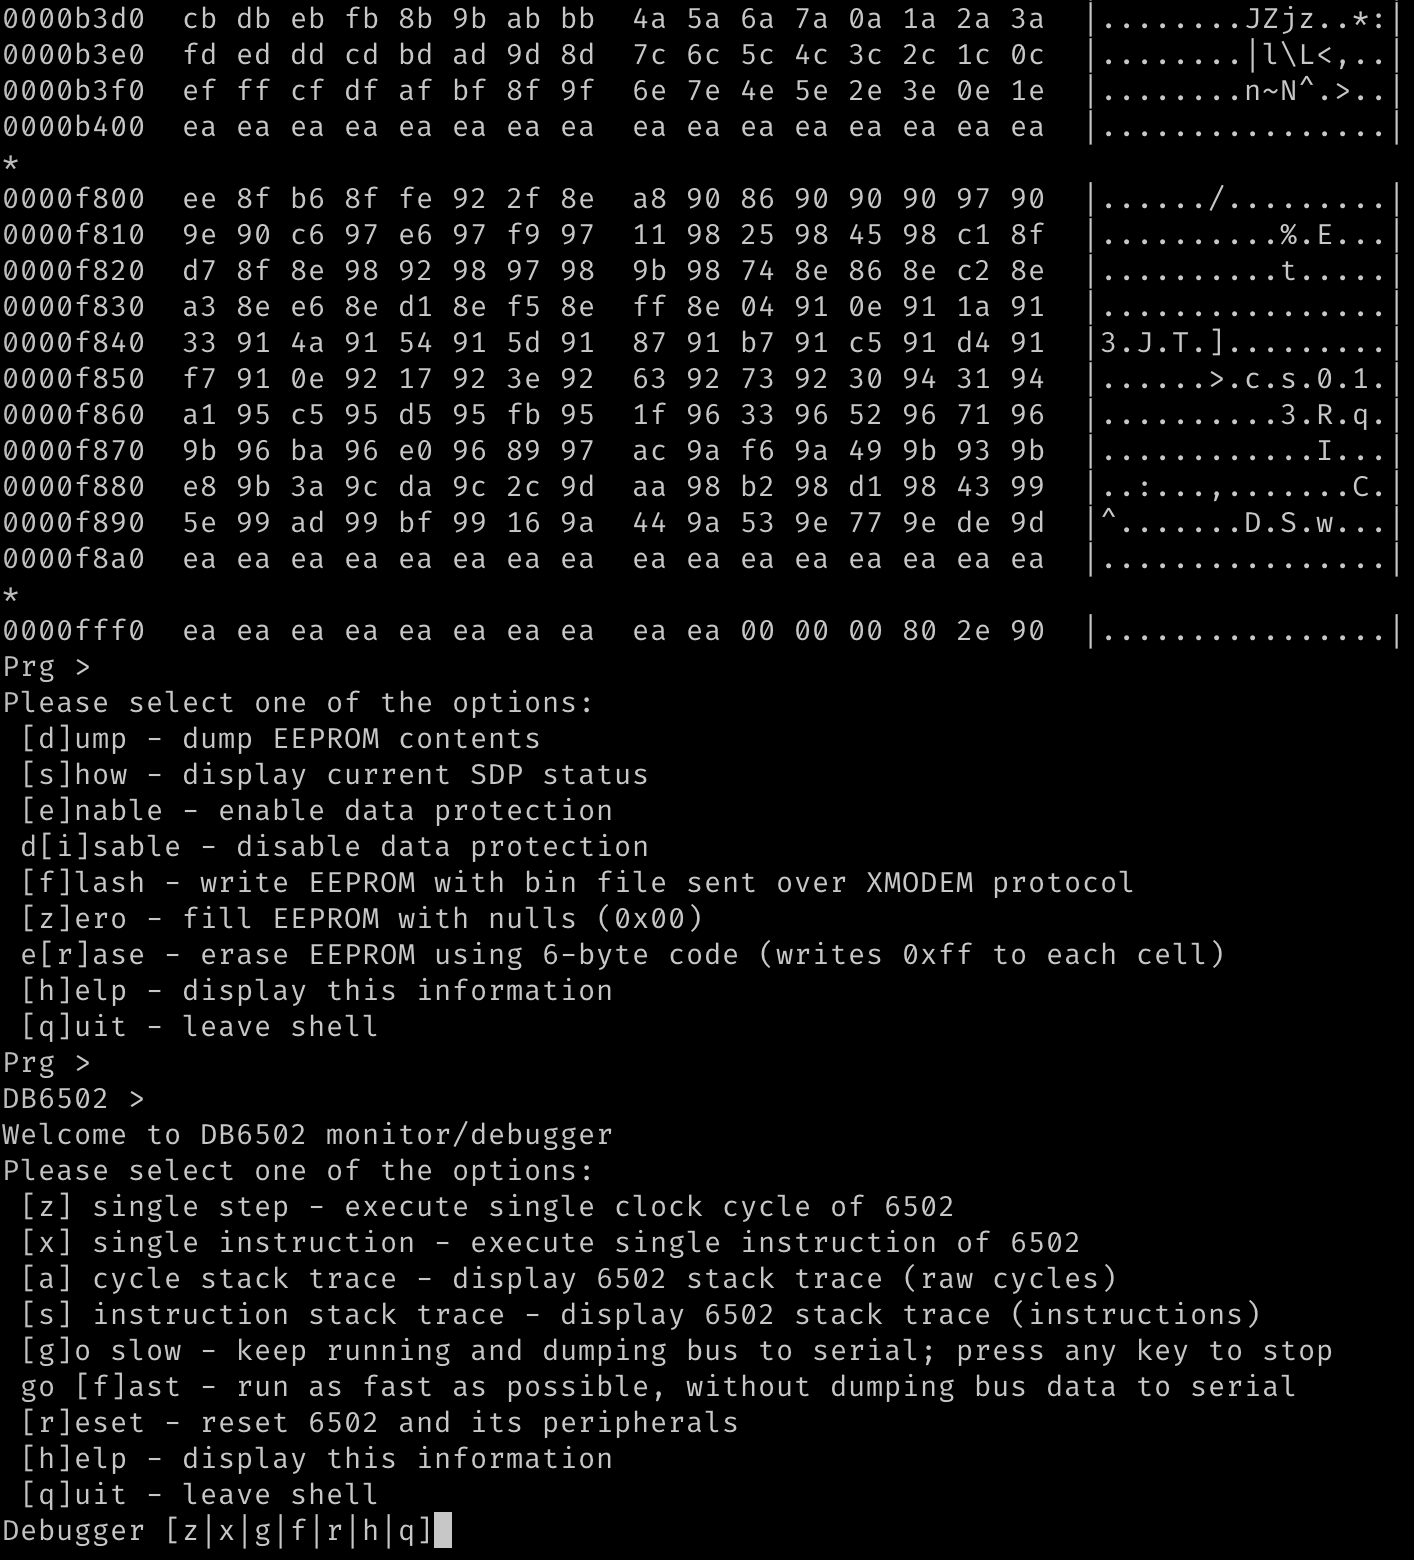 0000b3d0  cb db eb fb 8b 9b ab bb  4a 5a 6a 7a 0a 1a 2a 3a  |........JZjz..*:|
0000b3e0  fd ed dd cd bd ad 9d 8d  7c 6c 5c 4c 3c 2c 1c 0c  |........|l\L<,..|
0000b3f0  ef ff cf df af bf 8f 9f  6e 7e 4e 5e 2e 3e 0e 1e  |........n~N^.>..|
0000b400  ea ea ea ea ea ea ea ea  ea ea ea ea ea ea ea ea  |................|
*
0000f800  ee 8f b6 8f fe 92 2f 8e  a8 90 86 90 90 90 97 90  |....../.........|
0000f810  9e 90 c6 97 e6 97 f9 97  11 98 25 98 45 98 c1 8f  |..........%.E...|
0000f820  d7 8f 8e 98 92 98 97 98  9b 98 74 8e 86 8e c2 8e  |..........t.....|
0000f830  a3 8e e6 8e d1 8e f5 8e  ff 8e 04 91 0e 91 1a 91  |................|
0000f840  33 91 4a 91 54 91 5d 91  87 91 b7 91 c5 91 d4 91  |3.J.T.].........|
0000f850  f7 91 0e 92 17 92 3e 92  63 92 73 92 30 94 31 94  |......>.c.s.0.1.|
0000f860  a1 95 c5 95 d5 95 fb 95  1f 96 33 96 52 96 71 96  |..........3.R.q.|
0000f870  9b 96 ba 96 e0 96 89 97  ac 9a f6 9a 49 9b 93 9b  |............I...|
0000f880  e8 9b 3a 9c da 9c 2c 9d  aa 98 b2 98 d1 98 43 99  |..:...,.......C.|
0000f890  5e 99 ad 99 bf 99 16 9a  44 9a 53 9e 77 9e de 9d  |^.......D.S.w...|
0000f8a0  ea ea ea ea ea ea ea ea  ea ea ea ea ea ea ea ea  |................|
*
0000fff0  ea ea ea ea ea ea ea ea  ea ea 00 00 00 80 2e 90  |................|
Prg >
Please select one of the options:
 [d]ump - dump EEPROM contents
 [s]how - display current SDP status
 [e]nable - enable data protection
 d[i]sable - disable data protection
 [f]lash - write EEPROM with bin file sent over XMODEM protocol
 [z]ero - fill EEPROM with nulls (0x00)
 e[r]ase - erase EEPROM using 6-byte code (writes 0xff to each cell)
 [h]elp - display this information
 [q]uit - leave shell
Prg >
DB6502 >
Welcome to DB6502 monitor/debugger
Please select one of the options:
 [z] single step - execute single clock cycle of 6502
 [x] single instruction - execute single instruction of 6502
 [a] cycle stack trace - display 6502 stack trace (raw cycles)
 [s] instruction stack trace - display 6502 stack trace (instructions)
 [g]o slow - keep running and dumping bus to serial; press any key to stop
 go [f]ast - run as fast as possible, without dumping bus data to serial
 [r]eset - reset 6502 and its peripherals
 [h]elp - display this information
 [q]uit - leave shell
Debugger [z|x|g|f|r|h|q]